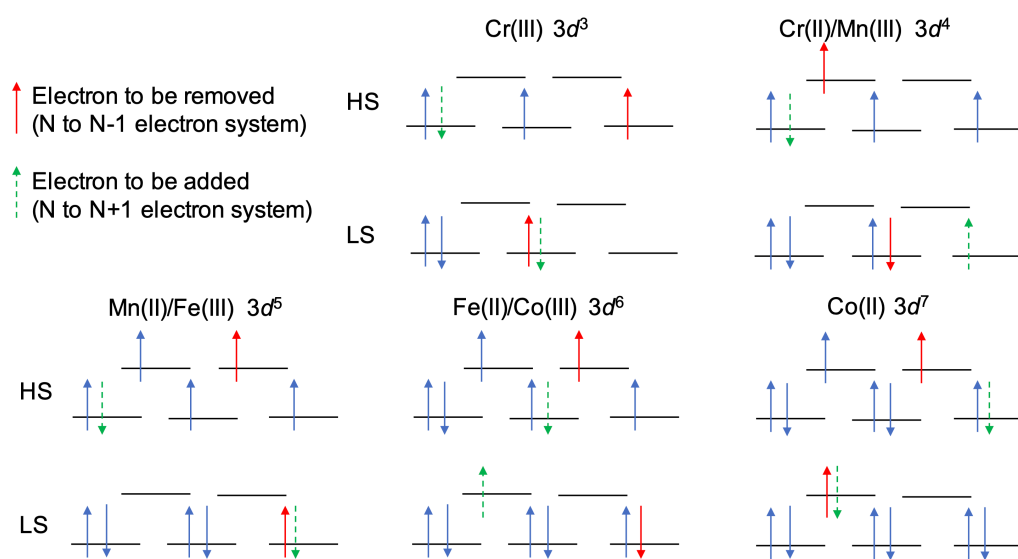 Cr(III) 3d³
Cr(II)/Mn(III) 3d⁴
Electron to be removed
(N to N-1 electron system)
HS
Electron to be added
(N to N+1 electron system)
LS
Mn(II)/Fe(III) 3d⁵
Fe(II)/Co(III) 3d⁶
Co(II) 3d⁷
HS
LS